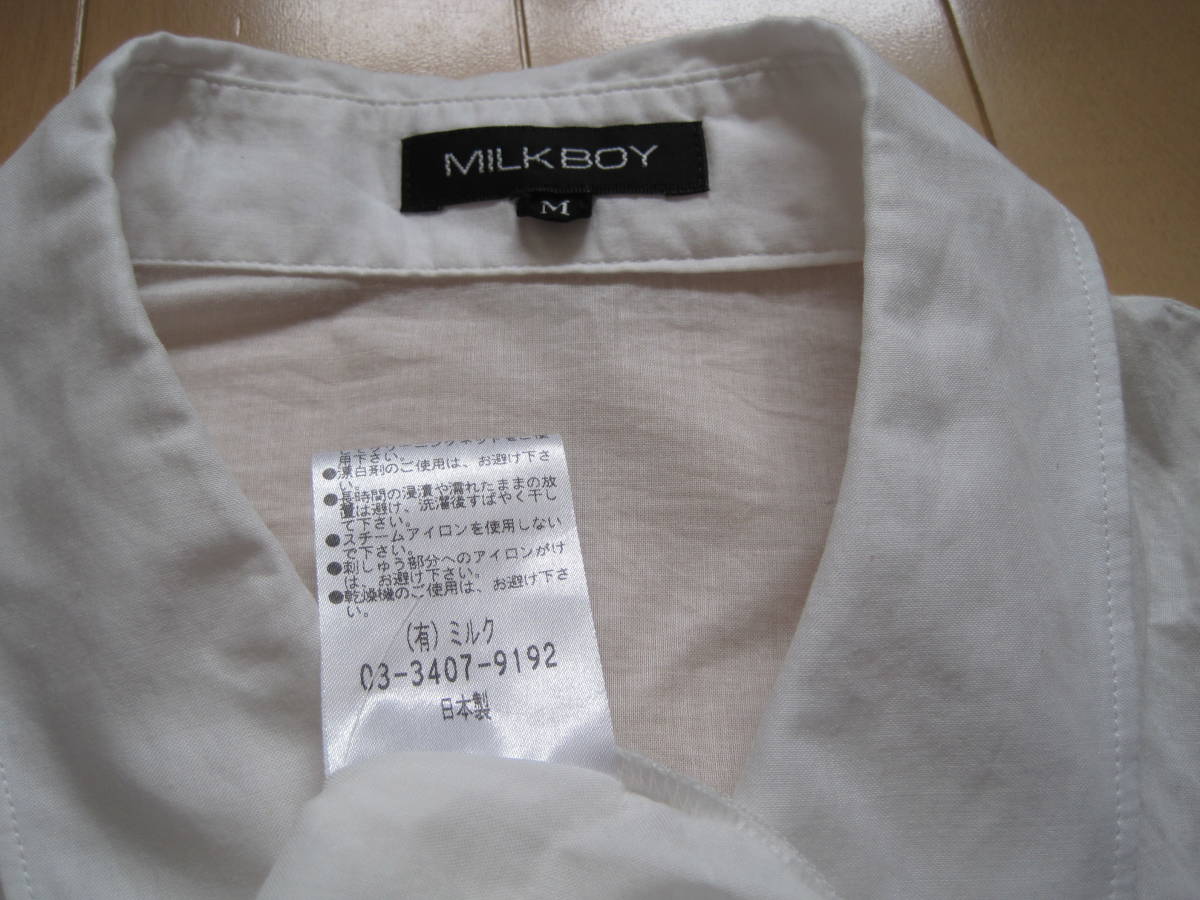 MILKBOY
M
用下さい。
●漂白剤のご使用は、お避け下さ
い。
●長時間の浸漬や濡れたままの放
置は避け、洗濯後すばやく干し
て下さい。
●スチームアイロンを使用しない
で下さい。
●刺しゅう部分へのアイロンがけ
は、お避け下さい。
●乾燥機のご使用は、お避け下さ
い。
(有)ミルク
03-3407-9192
日本製